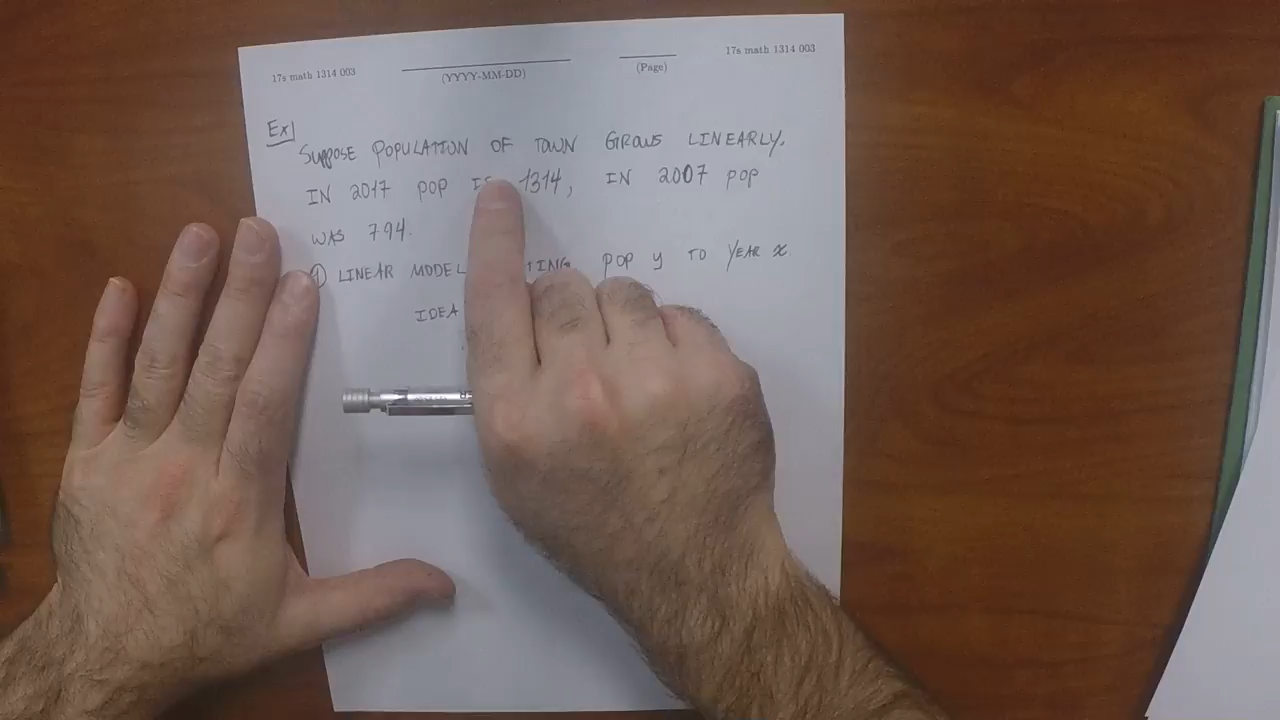 17s math 1314 003
(YYYY-MM-DD)
(Page)
17s math 1314 003
Ex1
SUPPOSE POPULATION OF TOWN GROWS LINEARLY.
IN 2017 POP IS 1314, IN 2007 POP
WAS 794.
1 LINEAR MODEL TING POP y TO YEAR x
IDEA